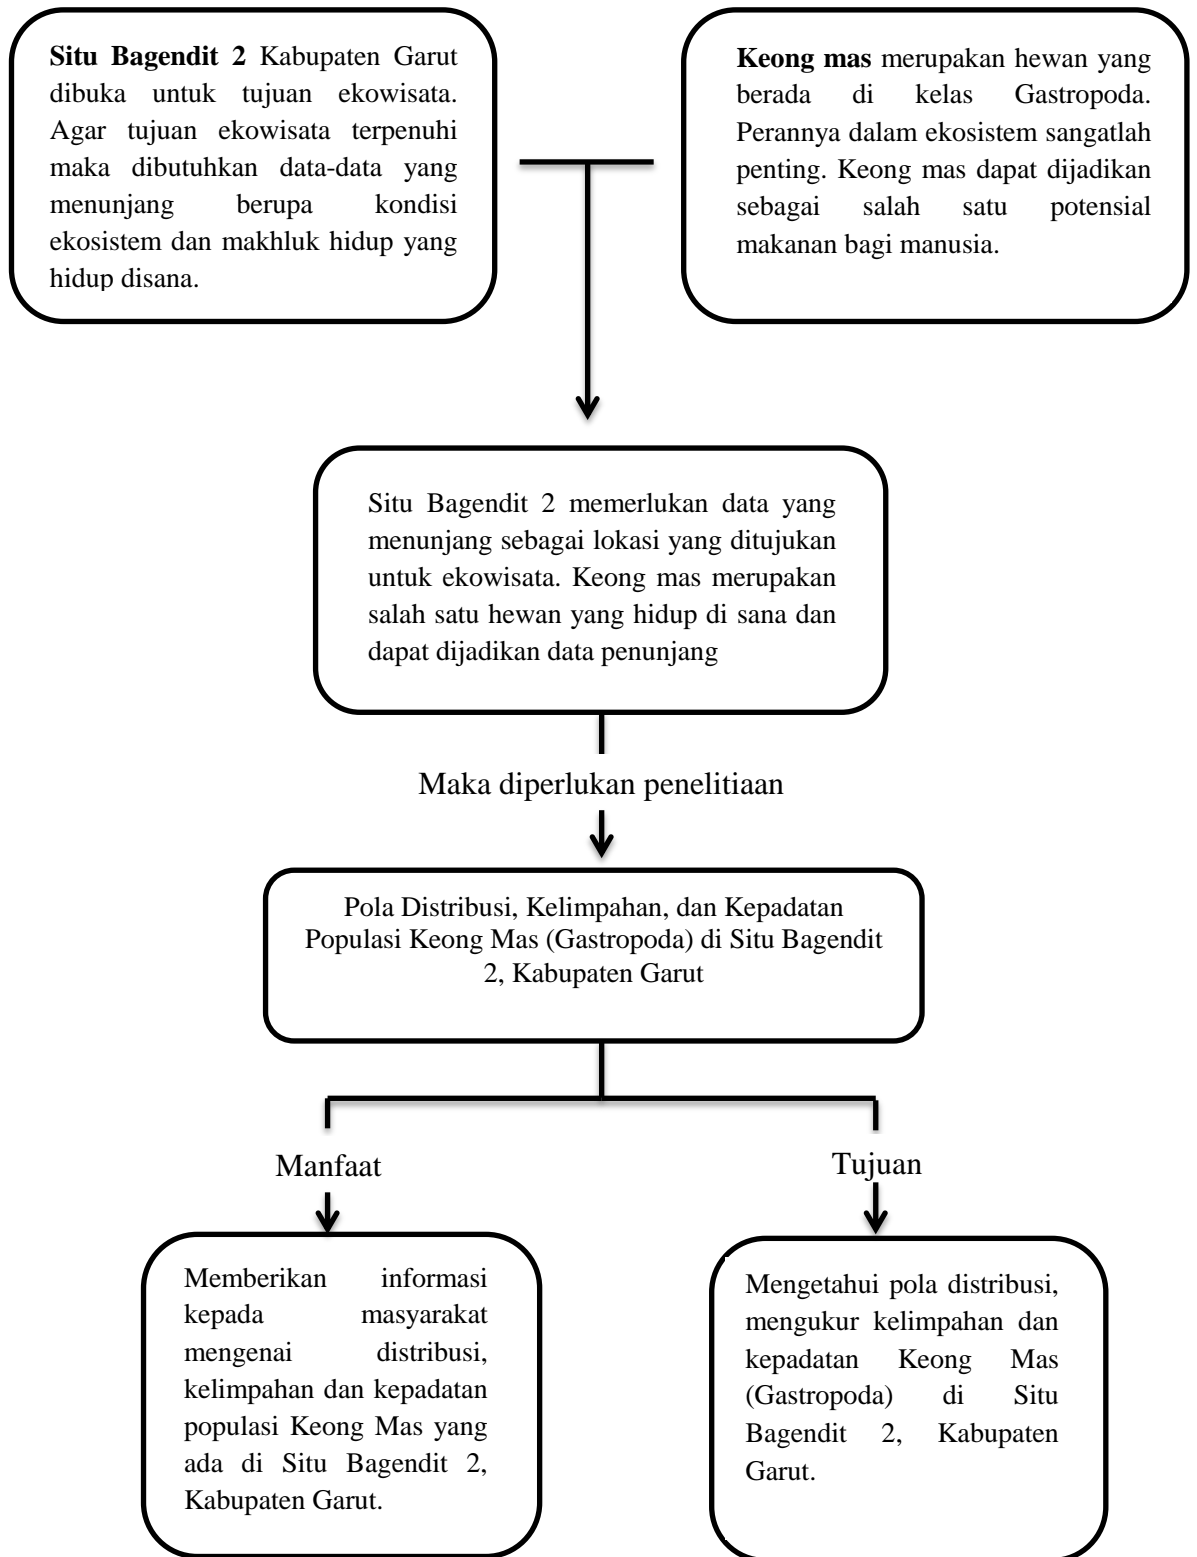 Situ Bagendit 2 Kabupaten Garut
dibuka untuk tujuan ekowisata.
Agar tujuan ekowisata terpenuhi
maka dibutuhkan data-data yang
menunjang berupa kondisi
ekosistem dan makhluk hidup yang
hidup disana.
Keong mas merupakan hewan yang
berada di kelas Gastropoda.
Perannya dalam ekosistem sangatlah
penting. Keong mas dapat dijadikan
sebagai salah satu potensial
makanan bagi manusia.
Situ Bagendit 2 memerlukan data yang
menunjang sebagai lokasi yang ditujukan
untuk ekowisata. Keong mas merupakan
salah satu hewan yang hidup di sana dan
dapat dijadikan data penunjang
Maka diperlukan penelitiaan
Pola Distribusi, Kelimpahan, dan Kepadatan
Populasi Keong Mas (Gastropoda) di Situ Bagendit
2, Kabupaten Garut
Manfaat
Tujuan
Memberikan informasi
kepada masyarakat
mengenai distribusi,
kelimpahan dan kepadatan
populasi Keong Mas yang
ada di Situ Bagendit 2,
Kabupaten Garut.
Mengetahui pola distribusi,
mengukur kelimpahan dan
kepadatan Keong Mas
(Gastropoda) di Situ
Bagendit 2, Kabupaten
Garut.